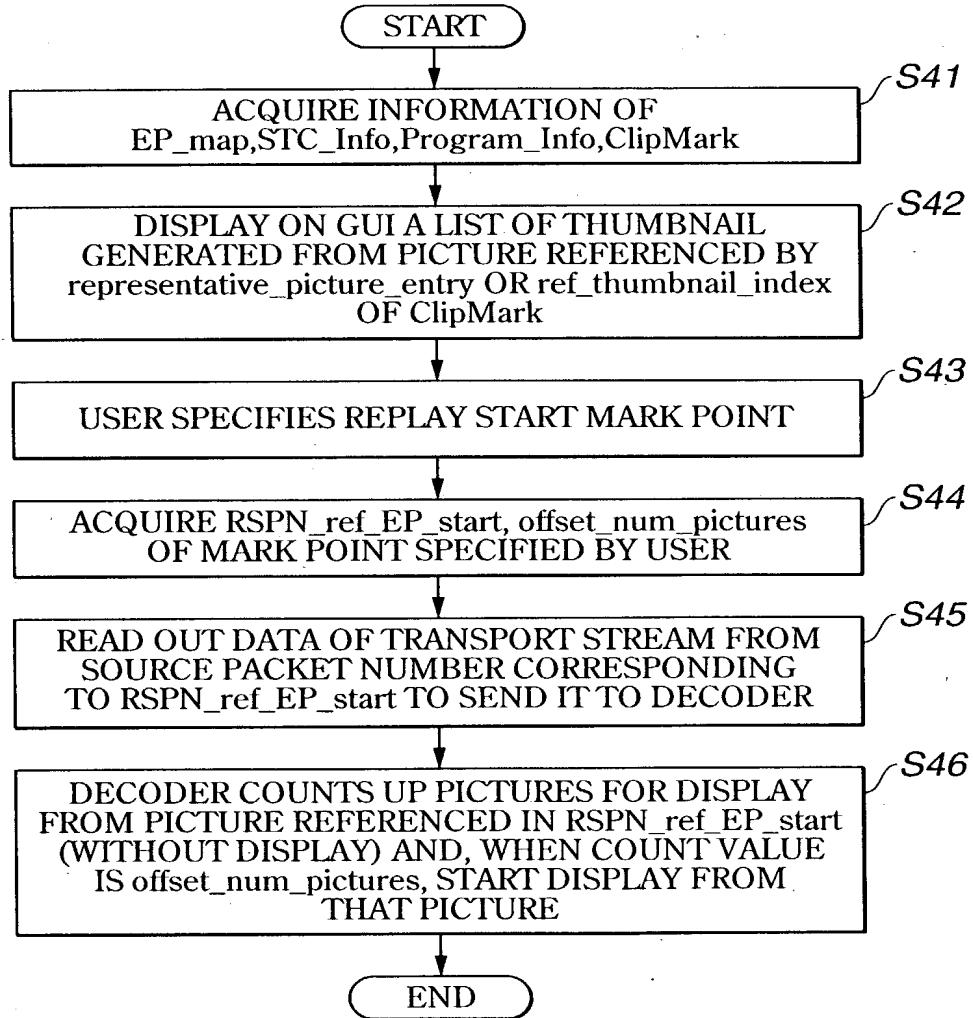 START
S41
ACQUIRE INFORMATION OF
EP_map,STC_Info,Program_Info,ClipMark
S42
DISPLAY ON GUI A LIST OF THUMBNAIL
GENERATED FROM PICTURE REFERENCED BY
representative_picture_entry OR ref_thumbnail_index
OF ClipMark
S43
USER SPECIFIES REPLAY START MARK POINT
S44
ACQUIRE RSPN_ref_EP_start, offset_num_pictures
OF MARK POINT SPECIFIED BY USER
S45
READ OUT DATA OF TRANSPORT STREAM FROM
SOURCE PACKET NUMBER CORRESPONDING
TO RSPN_ref_EP_start TO SEND IT TO DECODER
S46
DECODER COUNTS UP PICTURES FOR DISPLAY
FROM PICTURE REFERENCED IN RSPN_ref_EP_start
(WITHOUT DISPLAY) AND, WHEN COUNT VALUE
IS offset_num_pictures, START DISPLAY FROM
THAT PICTURE
END